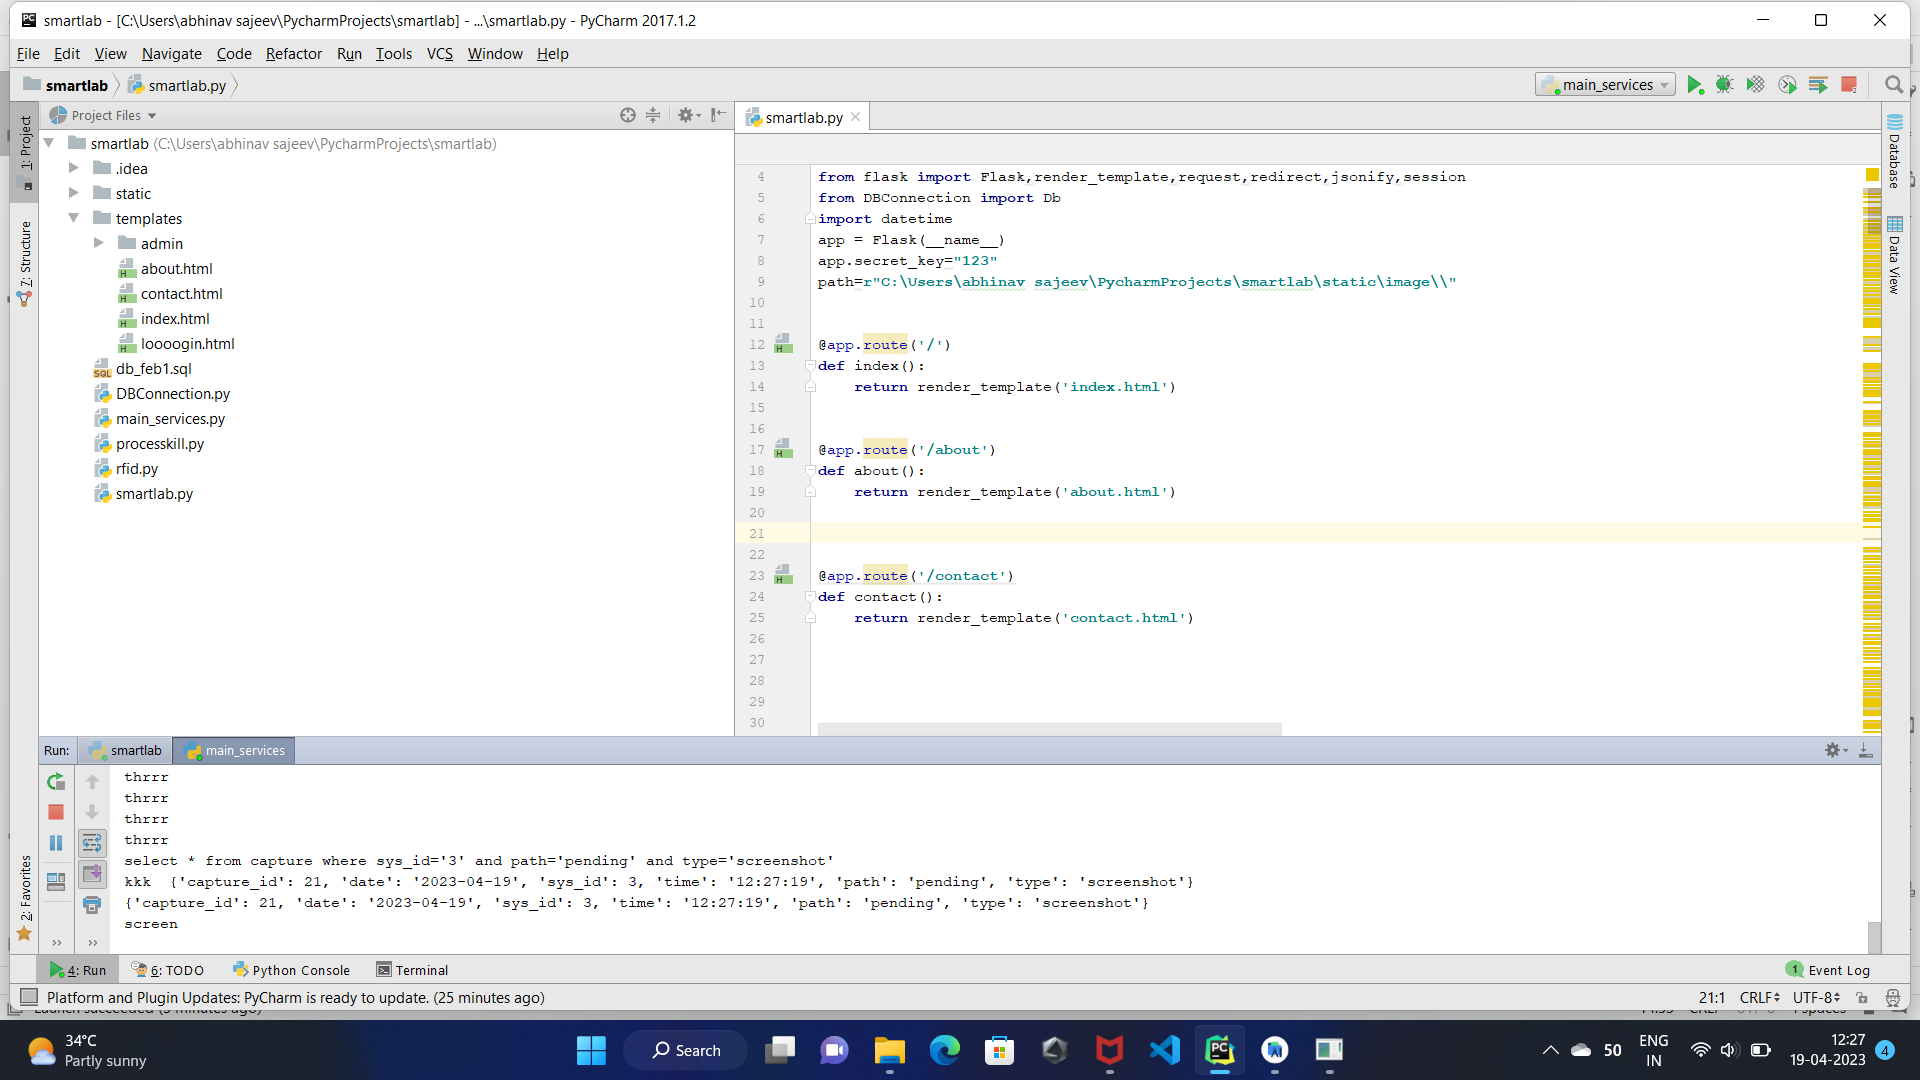 smartlab - [C:\Users\abhinav sajeev\PycharmProjects\smartlab] - ...\smartlab.py - PyCharm 2017.1.2
File Edit View Navigate Code Refactor Run Tools VCS Window Help
smartlab smartlab.py main_services
1: Project
7: Structure
2: Favorites
Project Files
smartlab (C:\Users\abhinav sajeev\PycharmProjects\smartlab)
.idea
static
templates
admin
about.html
contact.html
index.html
loooogin.html
db_feb1.sql
DBConnection.py
main_services.py
processkill.py
rfid.py
smartlab.py
smartlab.py
4 from flask import Flask,render_template,request,redirect,jsonify,session
5 from DBConnection import Db
6 import datetime
7 app = Flask(__name__)
8 app.secret_key="123"
9 path=r"C:\Users\abhinav sajeev\PycharmProjects\smartlab\static\image\\"
10
11
12 @app.route('/')
13 def index():
14 return render_template('index.html')
15
16
17 @app.route('/about')
18 def about():
19 return render_template('about.html')
20
21
22
23 @app.route('/contact')
24 def contact():
25 return render_template('contact.html')
26
27
28
29
30
Database
Data View
Run: smartlab main_services
thrrr
thrrr
thrrr
thrrr
select * from capture where sys_id='3' and path='pending' and type='screenshot'
kkk {'capture_id': 21, 'date': '2023-04-19', 'sys_id': 3, 'time': '12:27:19', 'path': 'pending', 'type': 'screenshot'}
{'capture_id': 21, 'date': '2023-04-19', 'sys_id': 3, 'time': '12:27:19', 'path': 'pending', 'type': 'screenshot'}
screen
4: Run 6: TODO Python Console Terminal 1 Event Log
Platform and Plugin Updates: PyCharm is ready to update. (25 minutes ago) 21:1 CRLF UTF-8
34°C
Partly sunny
Search
50
ENG
IN
12:27
19-04-2023
4